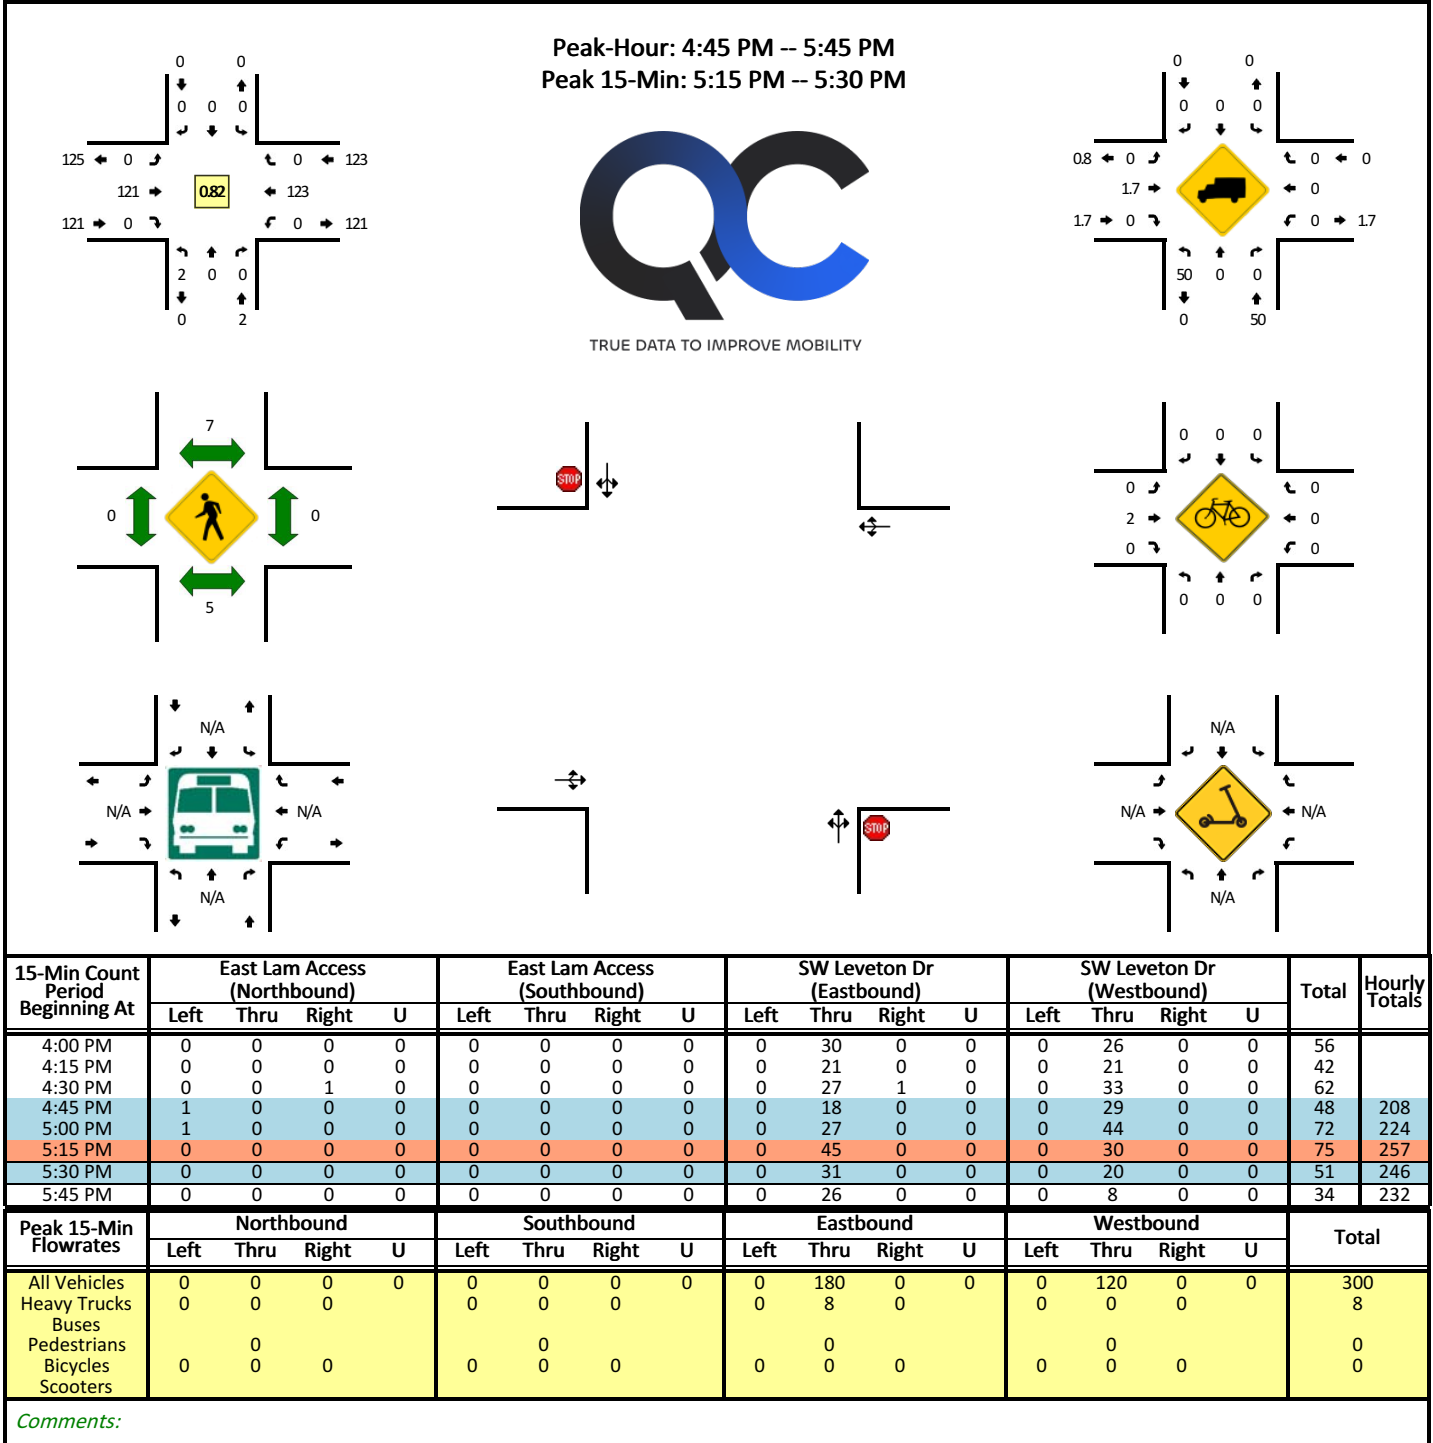 Peak-Hour: 4:45 PM -- 5:45 PM
Peak 15-Min: 5:15 PM -- 5:30 PM
0 0
0 0 0
125 0 0 123
121 0.82 123
121 0 0 121
2 0 0
0 2
TRUE DATA TO IMPROVE MOBILITY
0 0
0 0 0
0.8 0 0 0
1.7 0
1.7 0 0 1.7
50 0 0
0 50
7
0 0
5
STOP
0 0 0
0 0
2 0
0 0
0 0 0
N/A
N/A N/A
N/A
STOP
N/A
N/A N/A
N/A
15-Min Count Period Beginning At East Lam Access (Northbound) East Lam Access (Southbound) SW Leveton Dr (Eastbound) SW Leveton Dr (Westbound) Total Hourly Totals
Left Thru Right U Left Thru Right U Left Thru Right U Left Thru Right U
4:00 PM 0 0 0 0 0 0 0 0 0 30 0 0 0 26 0 0 56
4:15 PM 0 0 0 0 0 0 0 0 0 21 0 0 0 21 0 0 42
4:30 PM 0 0 1 0 0 0 0 0 0 27 1 0 0 33 0 0 62
4:45 PM 1 0 0 0 0 0 0 0 0 18 0 0 0 29 0 0 48 208
5:00 PM 1 0 0 0 0 0 0 0 0 27 0 0 0 44 0 0 72 224
5:15 PM 0 0 0 0 0 0 0 0 0 45 0 0 0 30 0 0 75 257
5:30 PM 0 0 0 0 0 0 0 0 0 31 0 0 0 20 0 0 51 246
5:45 PM 0 0 0 0 0 0 0 0 0 26 0 0 0 8 0 0 34 232
Peak 15-Min Flowrates Northbound Southbound Eastbound Westbound Total
Left Thru Right U Left Thru Right U Left Thru Right U Left Thru Right U
All Vehicles 0 0 0 0 0 0 0 0 0 180 0 0 0 120 0 0 300
Heavy Trucks 0 0 0 0 0 0 0 8 0 0 0 0 8
Buses
Pedestrians 0 0 0 0 0
Bicycles 0 0 0 0 0 0 0 0 0 0 0 0 0
Scooters
Comments: